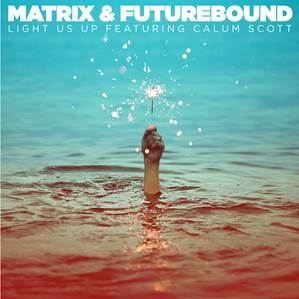 MATRIX & FUTUREBOUND
LIGHT US UP FEATURING CALUM SCOTT